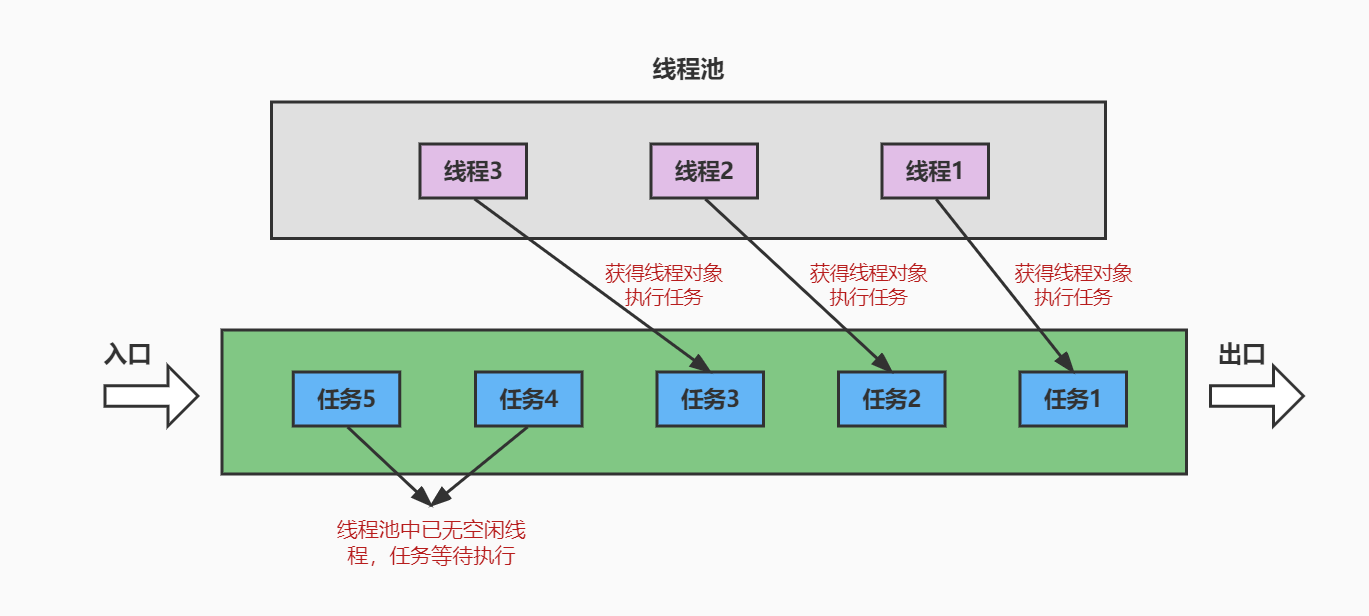 线程池
线程3
线程2
线程1
获得线程对象
执行任务
获得线程对象
执行任务
获得线程对象
执行任务
入口
出口
任务5
任务4
任务3
任务2
任务1
线程池中已无空闲线
程，任务等待执行